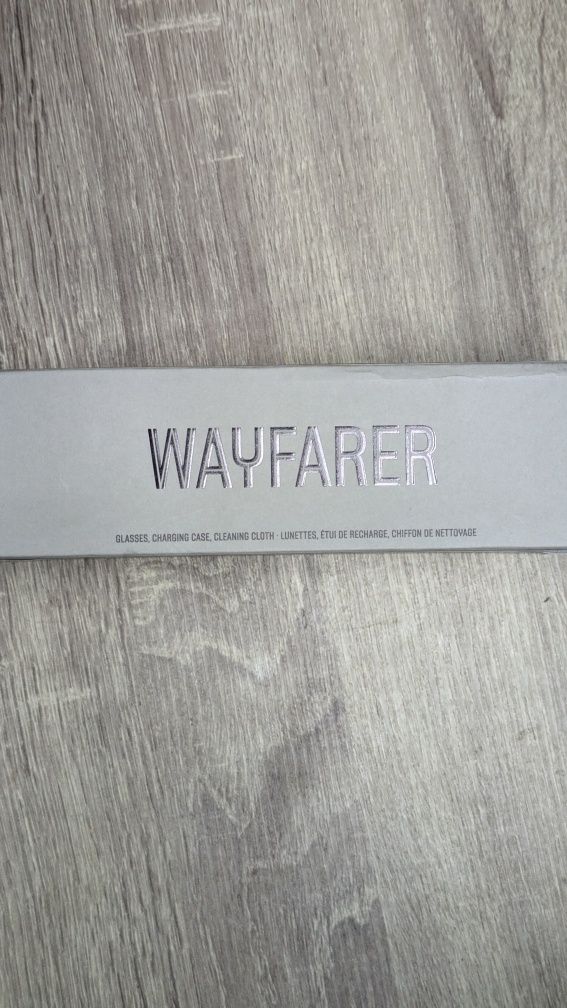 WAYFARER
GLASSES, CHARGING CASE, CLEANING CLOTH · LUNETTES, ÉTUI DE RECHARGE, CHIFFON DE NETTOYAGE